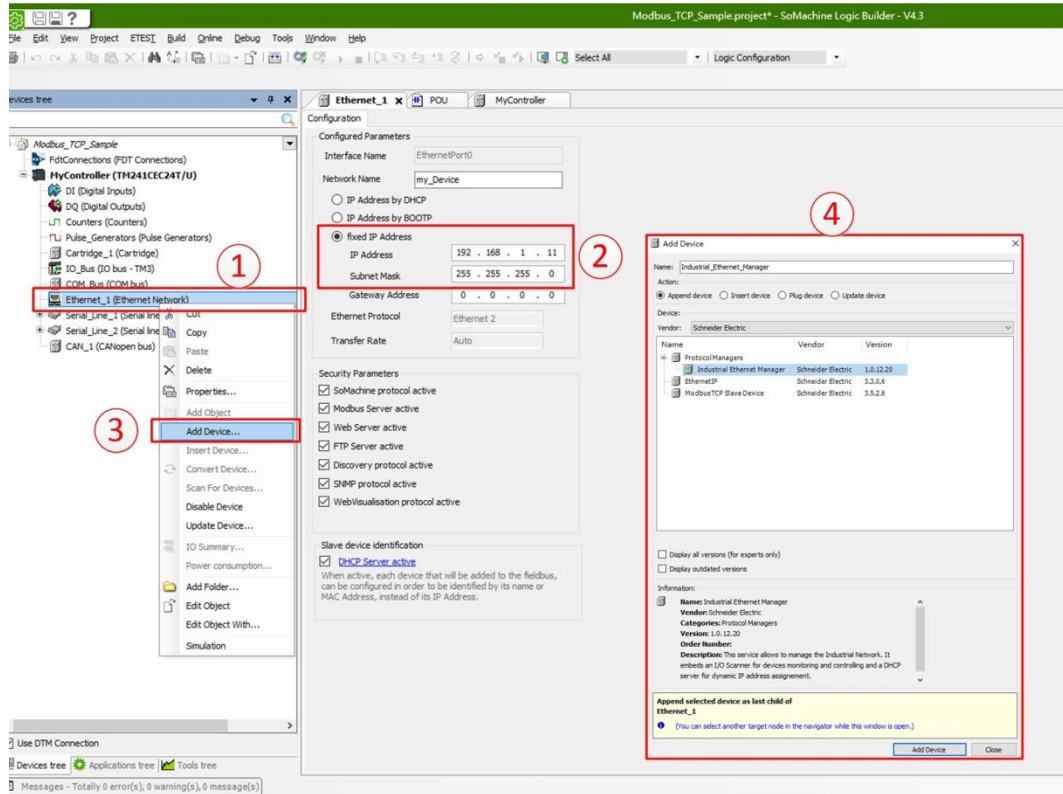 Modbus_TCP_Sample.project* - SoMachine Logic Builder - V4.3
File Edit View Project ETEST Build Online Debug Tools Window Help
Select All
Logic Configuration
Devices tree
Modbus_TCP_Sample
FdtConnections (FDT Connections)
MyController (TM241CEC24T/U)
DI (Digital Inputs)
DQ (Digital Outputs)
Counters (Counters)
Pulse_Generators (Pulse Generators)
Cartridge_1 (Cartridge)
IO_Bus (IO bus - TM3)
COM_Bus (COM bus)
Ethernet_1 (Ethernet Network)
Serial_Line_1 (Serial line
Serial_Line_2 (Serial line
CAN_1 (CANopen bus)
1
Cut
Copy
Paste
Delete
Properties...
Add Object
3
Add Device...
Insert Device...
Convert Device...
Scan For Devices...
Disable Device
Update Device...
IO Summary...
Power consumption...
Add Folder...
Edit Object
Edit Object With...
Simulation
Use DTM Connection
Devices tree Applications tree Tools tree
Messages - Totally 0 error(s), 0 warning(s), 0 message(s)
Ethernet_1 X POU MyController
Configuration
Configured Parameters
Interface Name EthernetPort0
Network Name my_Device
IP Address by DHCP
IP Address by BOOTP
fixed IP Address
IP Address 192 . 168 . 1 . 11
Subnet Mask 255 . 255 . 255 . 0
2
Gateway Address 0 . 0 . 0 . 0
Ethernet Protocol Ethernet 2
Transfer Rate Auto
Security Parameters
SoMachine protocol active
Modbus Server active
Web Server active
FTP Server active
Discovery protocol active
SNMP protocol active
WebVisualisation protocol active
Slave device identification
DHCP Server active
When active, each device that will be added to the fieldbus,
can be configured in order to be identified by its name or
MAC Address, instead of its IP Address.
4
Add Device
Name: Industrial_Ethernet_Manager
Action:
Append device Insert device Plug device Update device
Device:
Vendor: Schneider Electric
Name Vendor Version
ProtocolManagers
Industrial Ethernet Manager Schneider Electric 1.0.12.20
EthernetIP Schneider Electric 3.3.0.6
ModbusTCP Slave Device Schneider Electric 3.5.2.6
Display all versions (for experts only)
Display outdated versions
Information:
Name: Industrial Ethernet Manager
Vendor: Schneider Electric
Categories: Protocol Managers
Version: 1.0.12.20
Order Number:
Description: This service allows to manage the Industrial Network. It
embeds an I/O Scanner for devices monitoring and controlling and a DHCP
server for dynamic IP address assignement.
Append selected device as last child of
Ethernet_1
(You can select another target node in the navigator while this window is open.)
Add Device Close